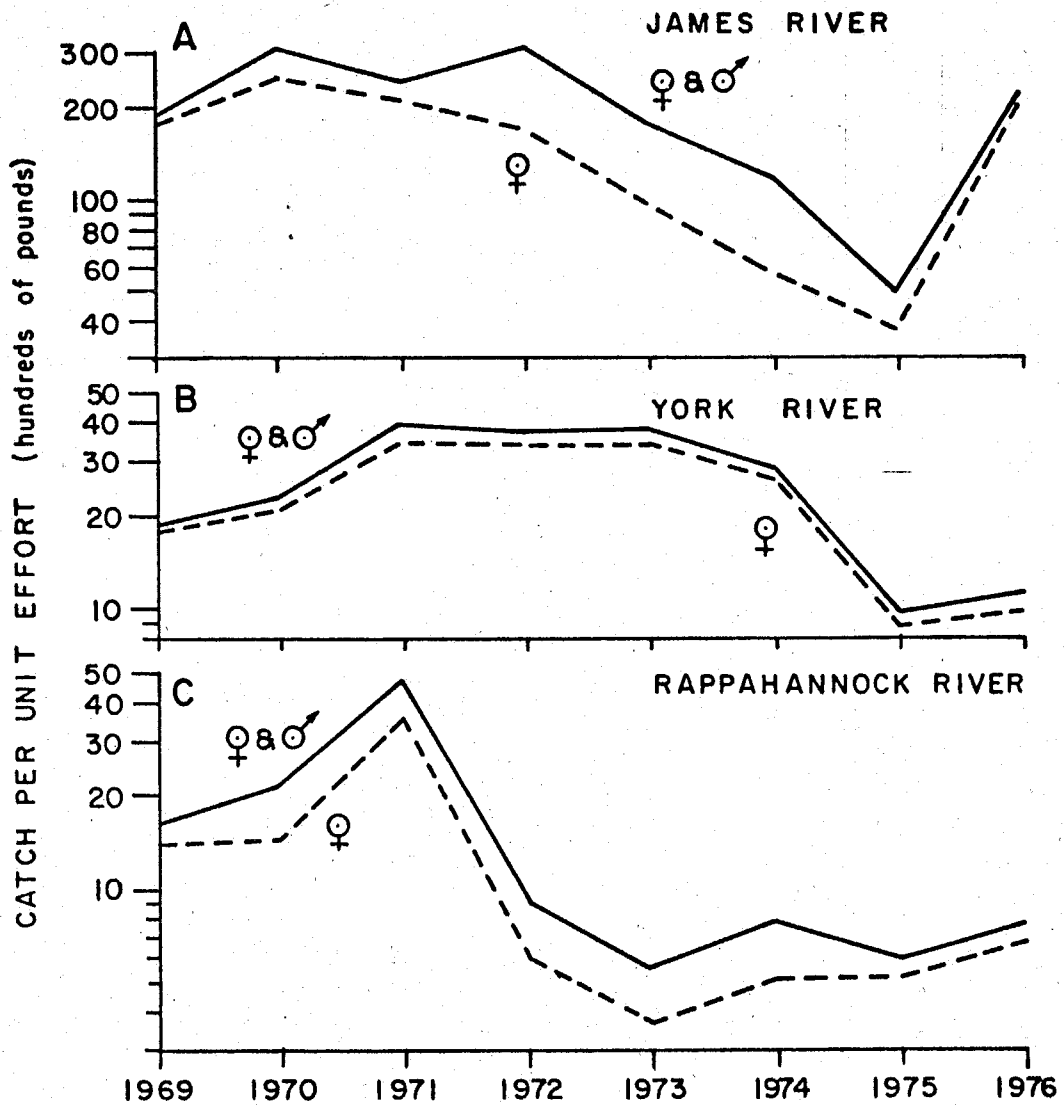 CATCH PER UNIT EFFORT (hundreds of pounds)
A
JAMES RIVER
300
200
100
80
60
40
♀ & ♂
♀
B
YORK RIVER
50
40
30
20
10
♀ & ♂
♀
C
RAPPAHANNOCK RIVER
50
40
30
20
10
♀ & ♂
♀
1969 1970 1971 1972 1973 1974 1975 1976